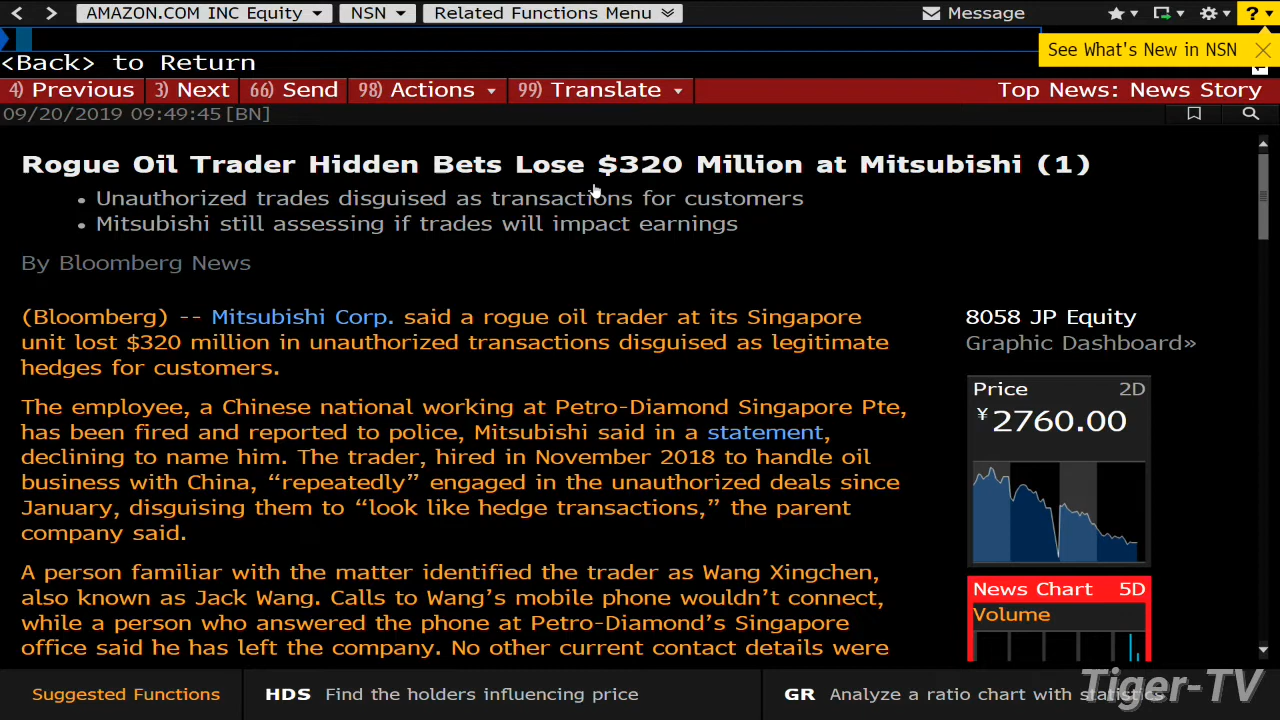 AMAZON.COM INC Equity NSN Related Functions Menu Message ?
See What's New in NSN
<Back> to Return
4) Previous 3) Next 66) Send 98) Actions 99) Translate Top News: News Story
09/20/2019 09:49:45 [BN]
Rogue Oil Trader Hidden Bets Lose $320 Million at Mitsubishi (1)
• Unauthorized trades disguised as transactions for customers
• Mitsubishi still assessing if trades will impact earnings
By Bloomberg News
(Bloomberg) -- Mitsubishi Corp. said a rogue oil trader at its Singapore
unit lost $320 million in unauthorized transactions disguised as legitimate
hedges for customers.
The employee, a Chinese national working at Petro-Diamond Singapore Pte,
has been fired and reported to police, Mitsubishi said in a statement,
declining to name him. The trader, hired in November 2018 to handle oil
business with China, “repeatedly” engaged in the unauthorized deals since
January, disguising them to “look like hedge transactions,” the parent
company said.
A person familiar with the matter identified the trader as Wang Xingchen,
also known as Jack Wang. Calls to Wang’s mobile phone wouldn’t connect,
while a person who answered the phone at Petro-Diamond’s Singapore
office said he has left the company. No other current contact details were
8058 JP Equity
Graphic Dashboard»
Price 2D
¥2760.00
News Chart 5D
Volume
Suggested Functions HDS Find the holders influencing price GR Analyze a ratio chart with statistics
Tiger-TV